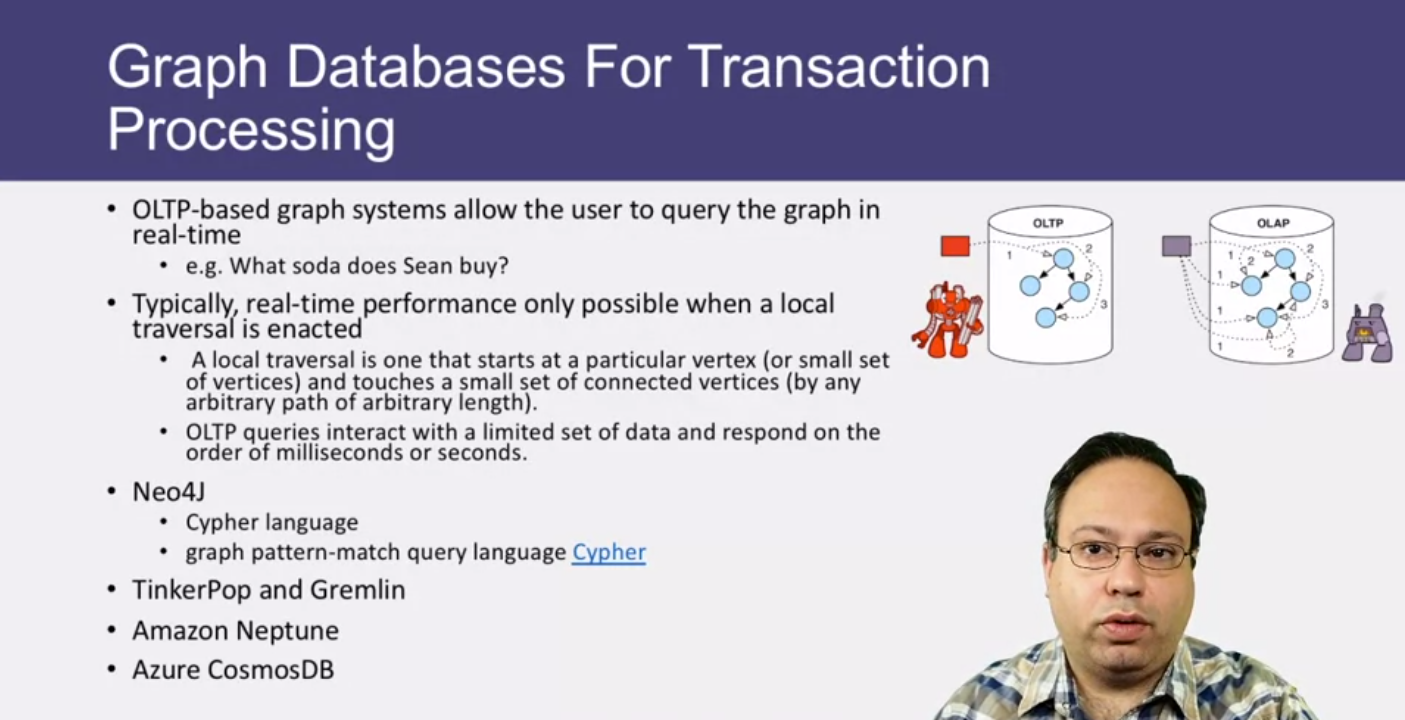 Graph Databases For Transaction
Processing
• OLTP-based graph systems allow the user to query the graph in
real-time
• e.g. What soda does Sean buy?
• Typically, real-time performance only possible when a local
traversal is enacted
• A local traversal is one that starts at a particular vertex (or small set
of vertices) and touches a small set of connected vertices (by any
arbitrary path of arbitrary length).
• OLTP queries interact with a limited set of data and respond on the
order of milliseconds or seconds.
• Neo4J
• Cypher language
• graph pattern-match query language Cypher
• TinkerPop and Gremlin
• Amazon Neptune
• Azure CosmosDB
OLTP
1
2
3
OLAP
1
2
2
1
3
1
1
2